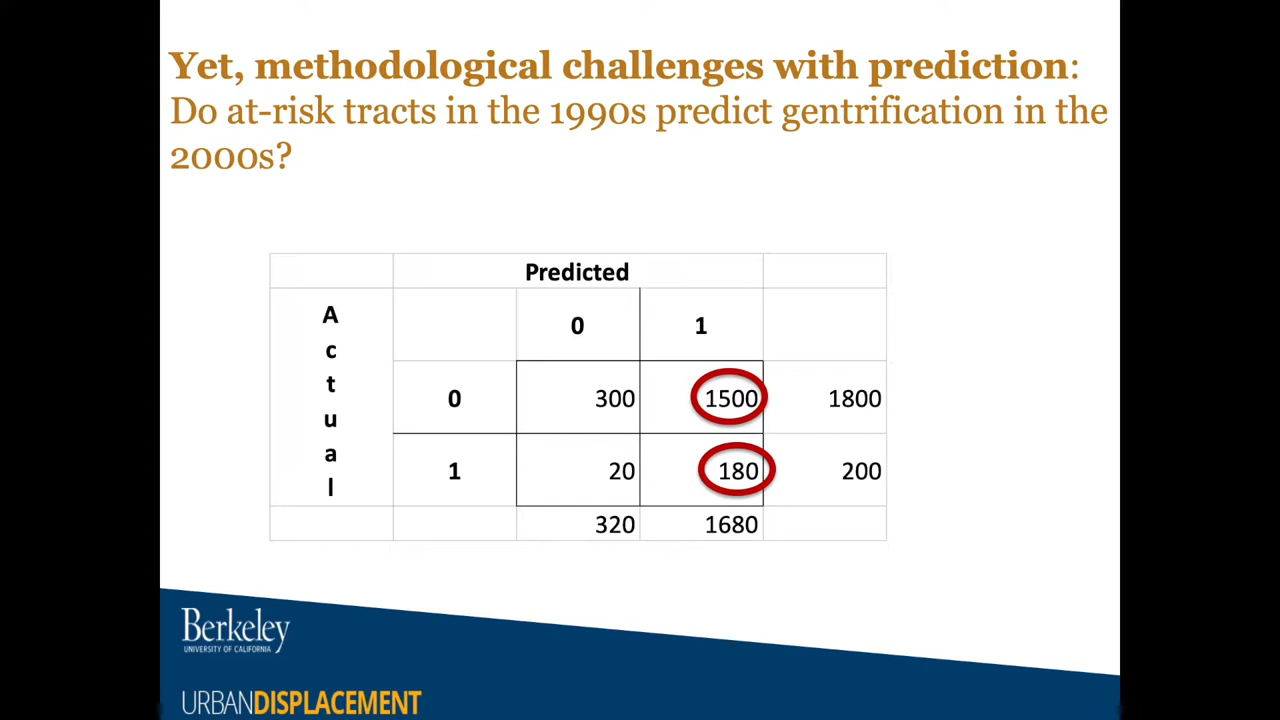 Yet, methodological challenges with prediction:
Do at-risk tracts in the 1990s predict gentrification in the
2000s?
Predicted
A
c
t
u
a
l
0 1
0 300 1500 1800
1 20 180 200
320 1680
Berkeley
UNIVERSITY OF CALIFORNIA
URBANDISPLACEMENT